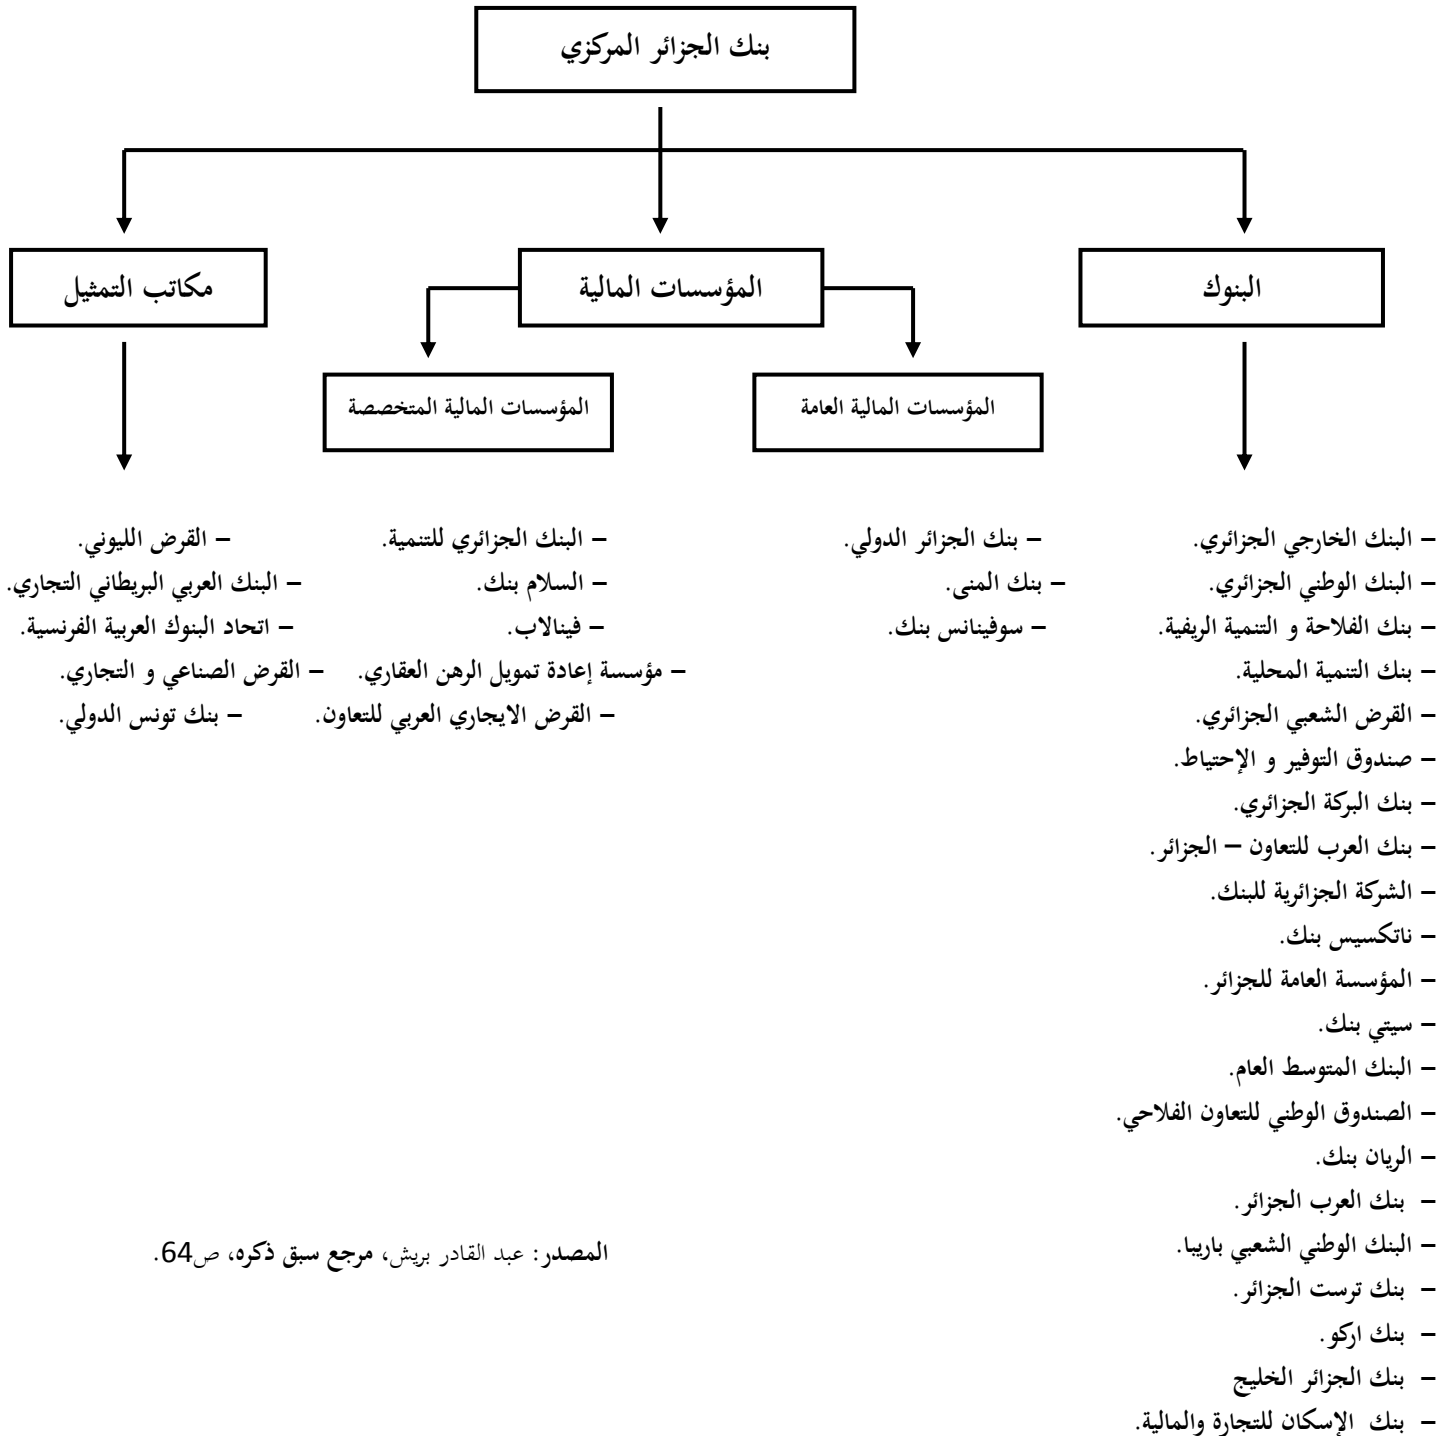 بنك الجزائر المركزي
البنوك
المؤسسات المالية
مكاتب التمثيل
المؤسسات المالية العامة
المؤسسات المالية المتخصصة
– البنك الخارجي الجزائري.
– البنك الوطني الجزائري.
– بنك الفلاحة و التنمية الريفية.
– بنك التنمية المحلية.
– القرض الشعبي الجزائري.
– صندوق التوفير و الإحتياط.
– بنك البركة الجزائري.
– بنك العرب للتعاون – الجزائر.
– الشركة الجزائرية للبنك.
– ناتكسيس بنك.
– المؤسسة العامة للجزائر.
– سيتي بنك.
– البنك المتوسط العام.
– الصندوق الوطني للتعاون الفلاحي.
– الريان بنك.
– بنك العرب الجزائر.
– البنك الوطني الشعبي باريبا.
– بنك ترست الجزائر.
– بنك اركو.
– بنك الجزائر الخليج
– بنك الإسكان للتجارة والمالية.
– بنك الجزائر الدولي.
– بنك المنى.
– سوفينانس بنك.
– البنك الجزائري للتنمية.
– السلام بنك.
– فينالاب.
– مؤسسة إعادة تمويل الرهن العقاري.
– القرض الايجاري العربي للتعاون.
– القرض الليوني.
– البنك العربي البريطاني التجاري.
– اتحاد البنوك العربية الفرنسية.
– القرض الصناعي و التجاري.
– بنك تونس الدولي.
المصدر: عبد القادر بريش، مرجع سبق ذكره، ص64.